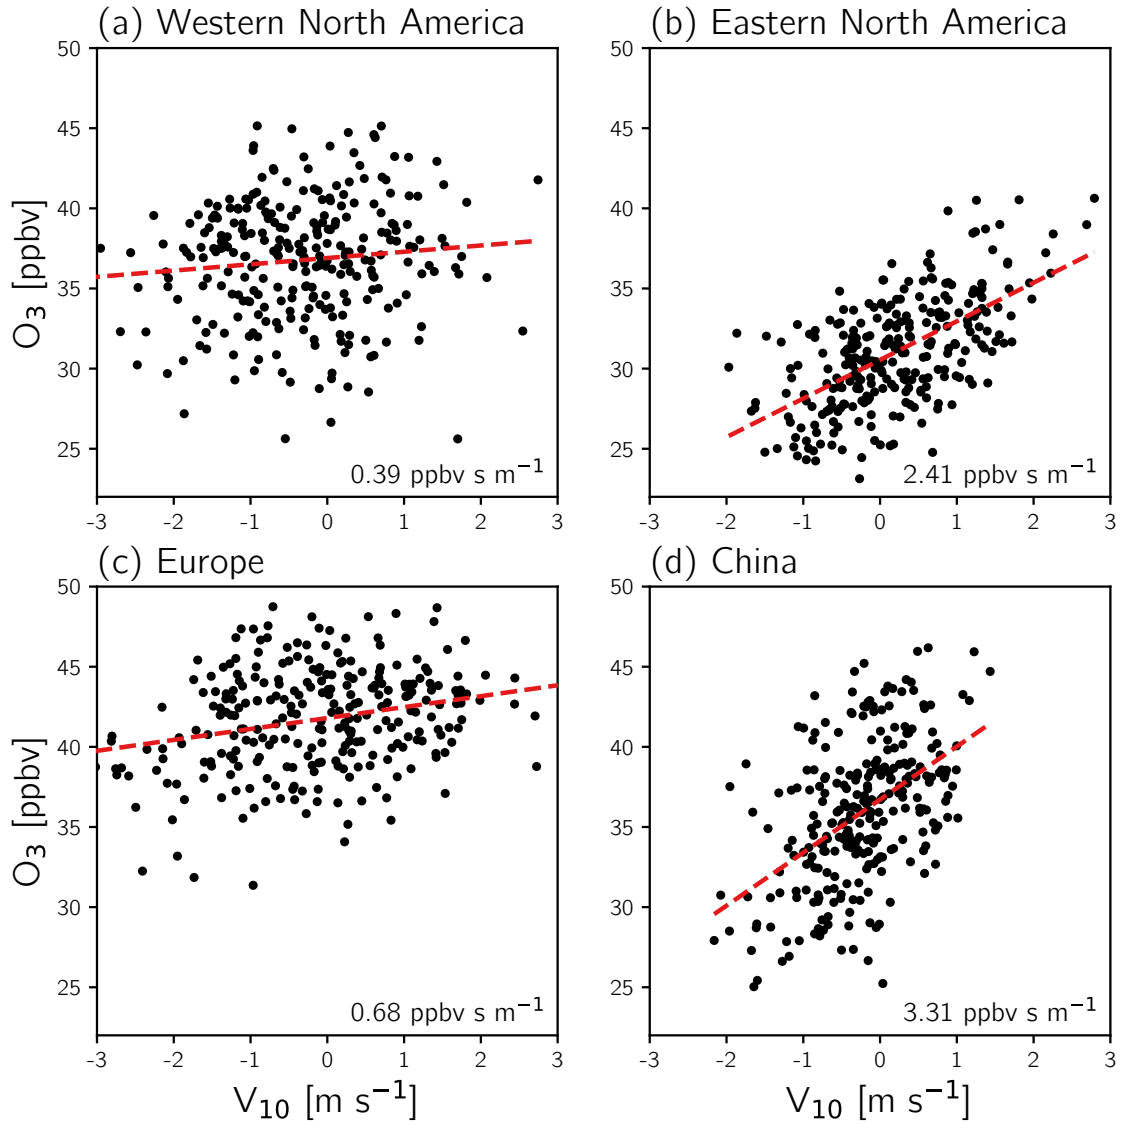 (a) Western North America
50
45
40
35
30
25
O₃ [ppbv]
0.39 ppbv s m⁻¹
-3 -2 -1 0 1 2 3
(b) Eastern North America
50
45
40
35
30
25
2.41 ppbv s m⁻¹
-3 -2 -1 0 1 2 3
(c) Europe
50
45
40
35
30
25
O₃ [ppbv]
0.68 ppbv s m⁻¹
-3 -2 -1 0 1 2 3
V₁₀ [m s⁻¹]
(d) China
50
45
40
35
30
25
3.31 ppbv s m⁻¹
-3 -2 -1 0 1 2 3
V₁₀ [m s⁻¹]